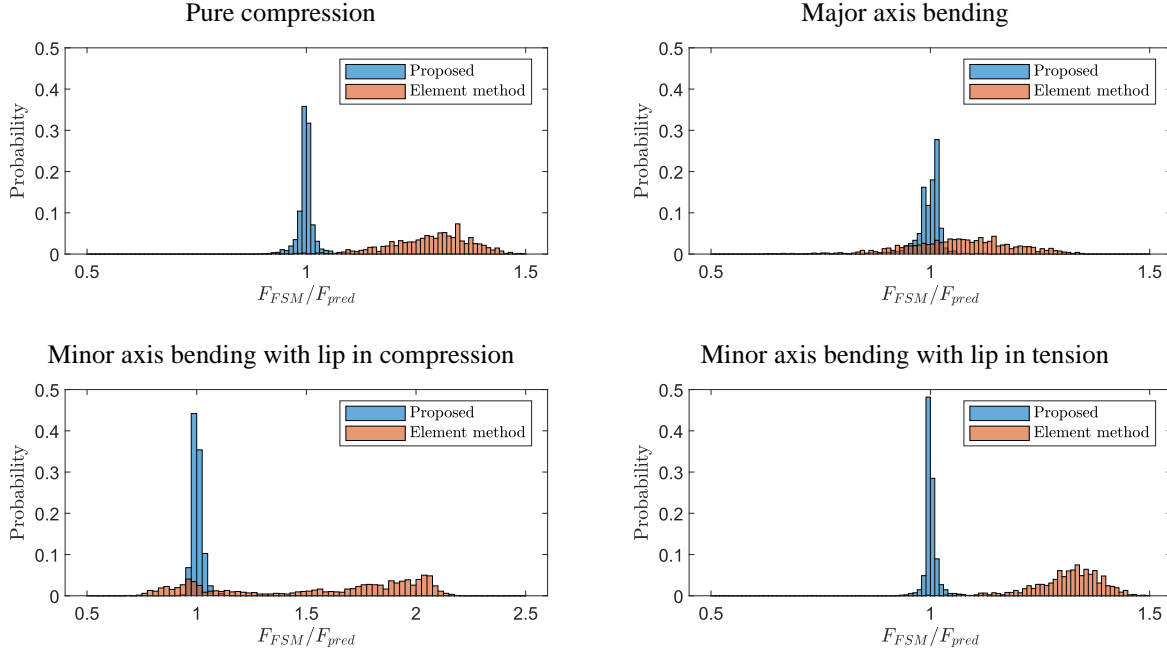 Pure compression
0.5
0.4
0.3
0.2
0.1
0
Probability
Proposed
Element method
0.5 1 1.5
F_FSM/F_pred
Major axis bending
0.5
0.4
0.3
0.2
0.1
0
Probability
Proposed
Element method
0.5 1 1.5
F_FSM/F_pred
Minor axis bending with lip in compression
0.5
0.4
0.3
0.2
0.1
0
Probability
Proposed
Element method
0.5 1 1.5 2 2.5
F_FSM/F_pred
Minor axis bending with lip in tension
0.5
0.4
0.3
0.2
0.1
0
Probability
Proposed
Element method
0.5 1 1.5
F_FSM/F_pred